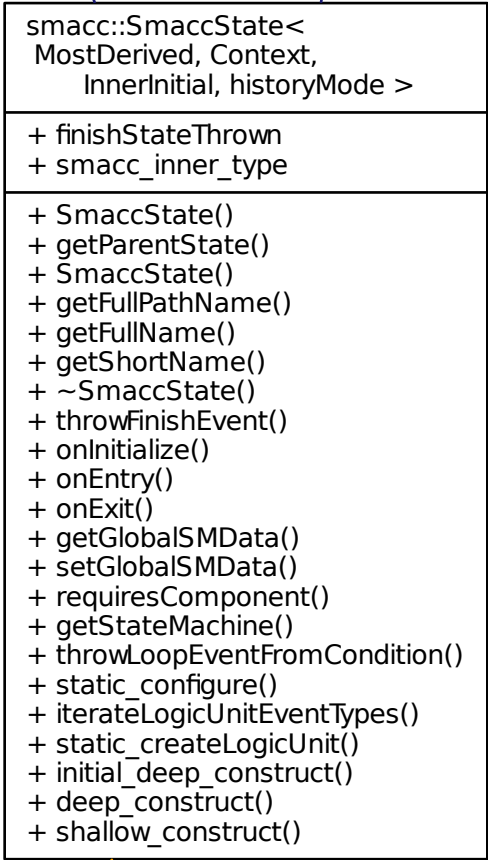 smacc::SmaccState<
MostDerived, Context,
InnerInitial, historyMode >
+ finishStateThrown
+ smacc_inner_type
+ SmaccState()
+ getParentState()
+ SmaccState()
+ getFullPathName()
+ getFullName()
+ getShortName()
+ ~SmaccState()
+ throwFinishEvent()
+ onInitialize()
+ onEntry()
+ onExit()
+ getGlobalSMData()
+ setGlobalSMData()
+ requiresComponent()
+ getStateMachine()
+ throwLoopEventFromCondition()
+ static_configure()
+ iterateLogicUnitEventTypes()
+ static_createLogicUnit()
+ initial_deep_construct()
+ deep_construct()
+ shallow_construct()